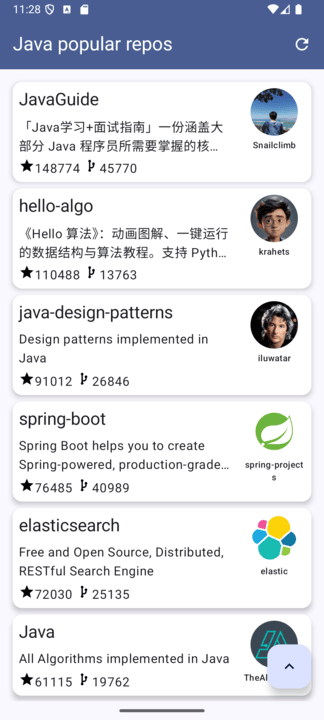 11:28
Java popular repos
JavaGuide
「Java学习+面试指南」一份涵盖大
部分 Java 程序员所需要掌握的核…
148774 45770
Snailclimb
hello-algo
《Hello 算法》：动画图解、一键运行
的数据结构与算法教程。支持 Pyth…
110488 13763
krahets
java-design-patterns
Design patterns implemented in
Java
91012 26846
iluwatar
spring-boot
Spring Boot helps you to create
Spring-powered, production-grade…
76485 40989
spring-project
s
elasticsearch
Free and Open Source, Distributed,
RESTful Search Engine
72030 25135
elastic
Java
All Algorithms implemented in Java
61115 19762